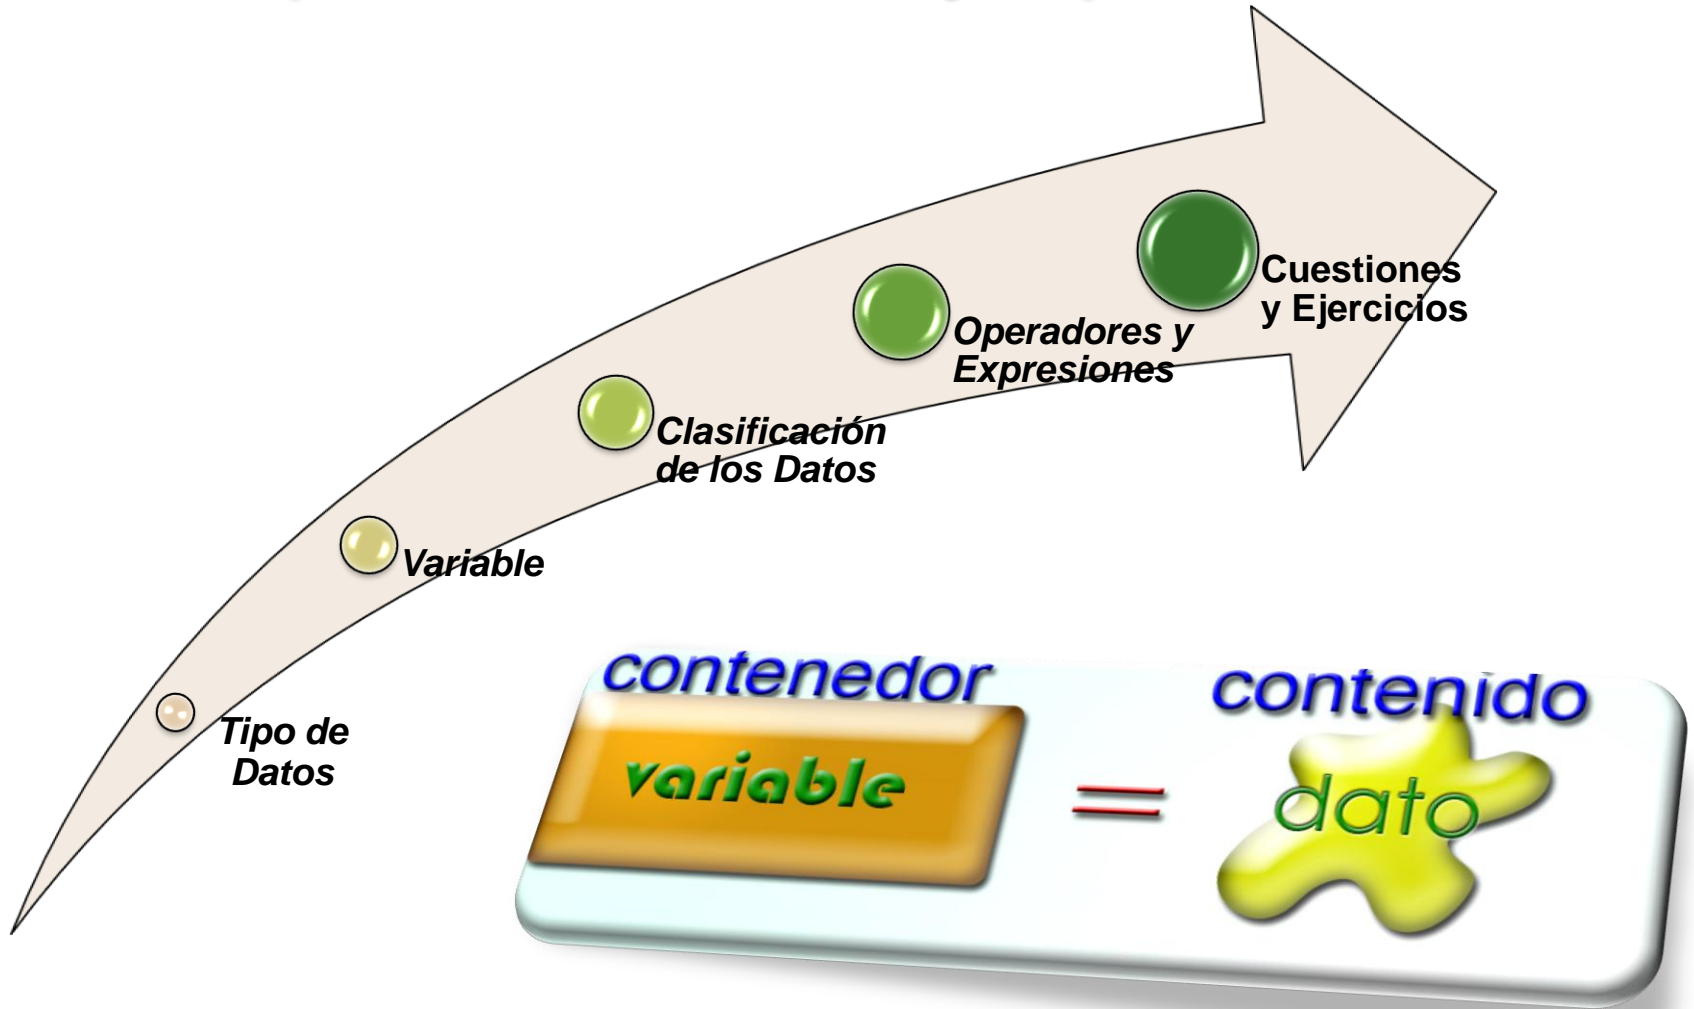 Cuestiones
y Ejercicios
Operadores y
Expresiones
Clasificación
de los Datos
Variable
Tipo de
Datos
contenedor
contenido
variable = dato